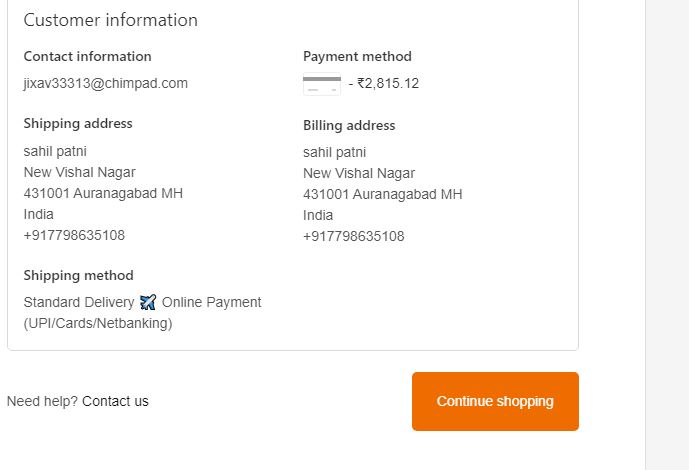 Customer information
Contact information
jixav33313@chimpad.com
Payment method
- ₹2,815.12
Shipping address
sahil patni
New Vishal Nagar
431001 Auranagabad MH
India
+917798635108
Billing address
sahil patni
New Vishal Nagar
431001 Auranagabad MH
India
+917798635108
Shipping method
Standard Delivery ✈️ Online Payment
(UPI/Cards/Netbanking)
Need help? Contact us
Continue shopping